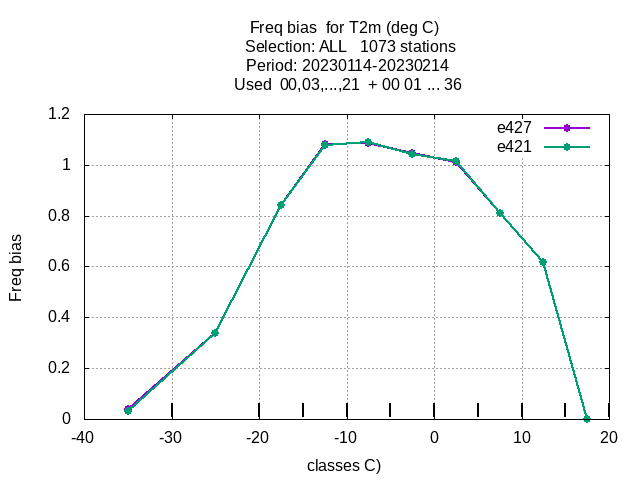 Freq bias  for T2m (deg C)
Selection: ALL   1073 stations
Period: 20230114-20230214
Used  00,03,...,21  + 00 01 ... 36
e427
e421
1.2
1
0.8
0.6
0.4
0.2
0
Freq bias
-40 -30 -20 -10 0 10 20
classes C)